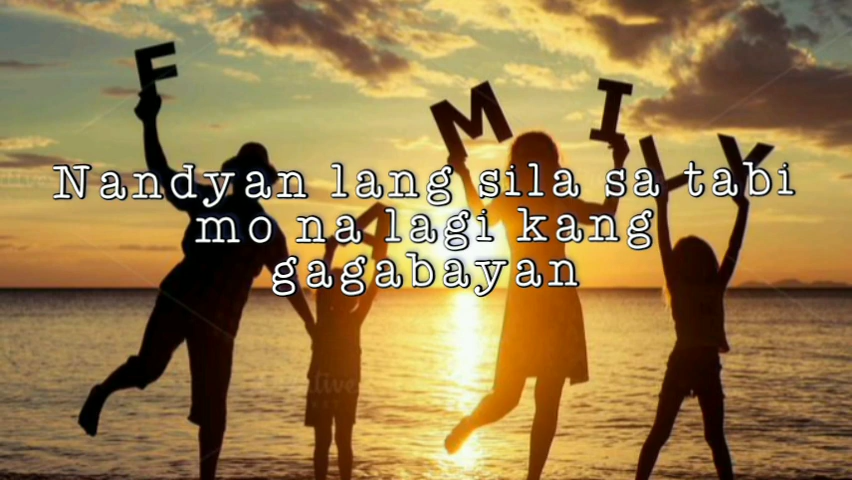 F A M I L Y
Nandyan lang sila sa tabi
mo na lagi kang
gagabayan